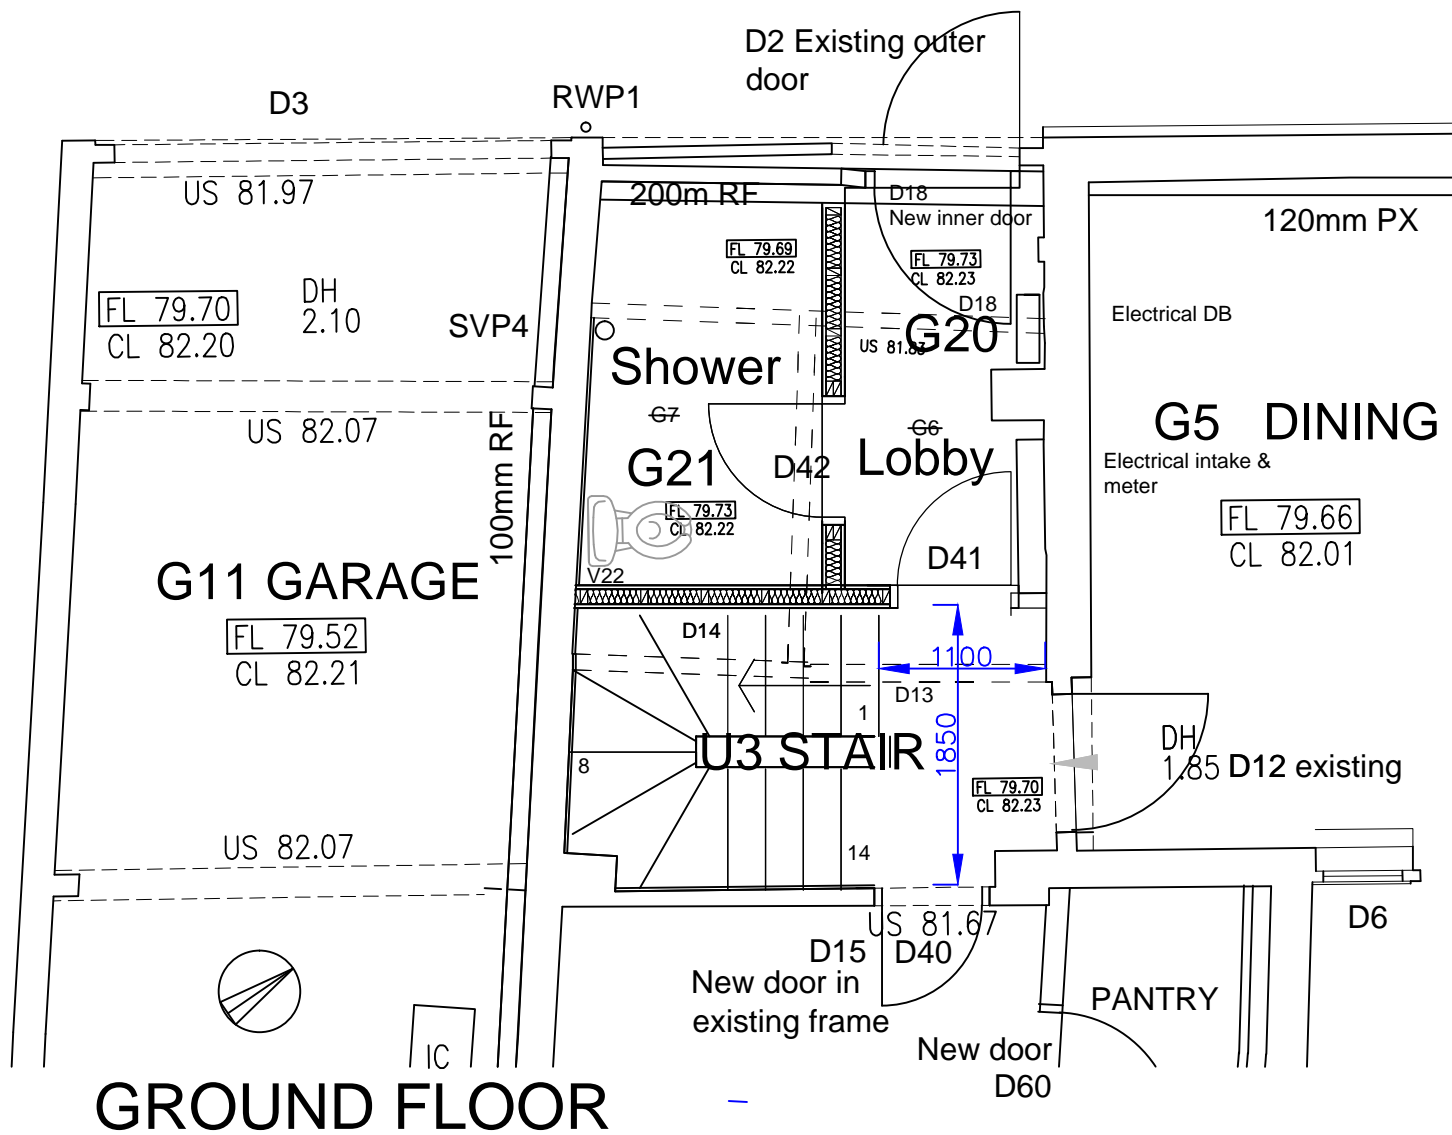 D2 Existing outer
door
D3
RWP1
US 81.97
200m RF
D18
New inner door
120mm PX
FL 79.69
CL 82.22
FL 79.73
CL 82.23
FL 79.70
CL 82.20
DH
2.10
SVP4
D18
Electrical DB
G20
US 81.83
Shower
G7
G6
US 82.07
100mm RF
G5 DINING
G21
D42
Lobby
Electrical intake &
meter
FL 79.73
CL 82.22
FL 79.66
CL 82.01
V22
D41
G11 GARAGE
FL 79.52
CL 82.21
D14
1100
D13
1
U3 STAIR
1850
8
DH
1.85
D12 existing
FL 79.70
CL 82.23
US 82.07
14
US 81.67
D6
D15
D40
New door in
existing frame
PANTRY
IC
New door
D60
GROUND FLOOR